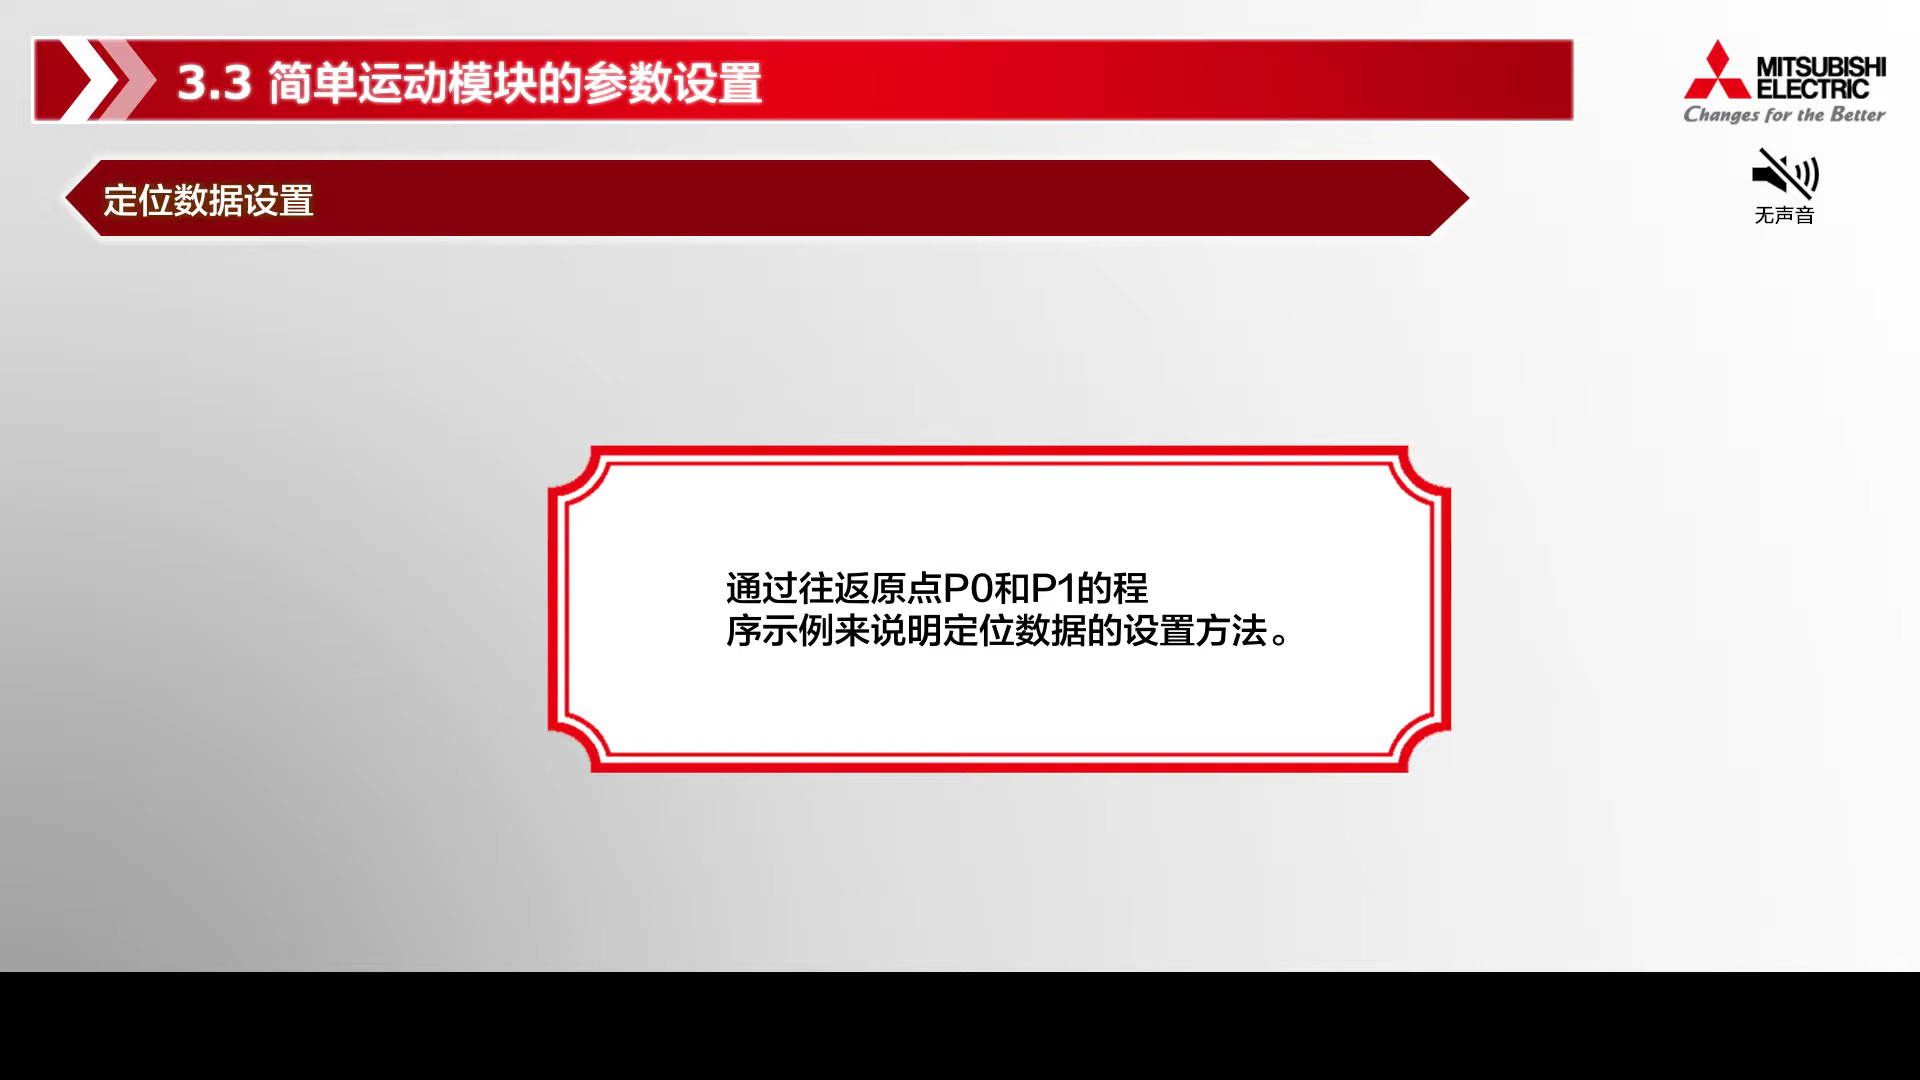 3.3 简单运动模块的参数设置
MITSUBISHI
ELECTRIC
Changes for the Better
定位数据设置
无声音
通过往返原点P0和P1的程
序示例来说明定位数据的设置方法。